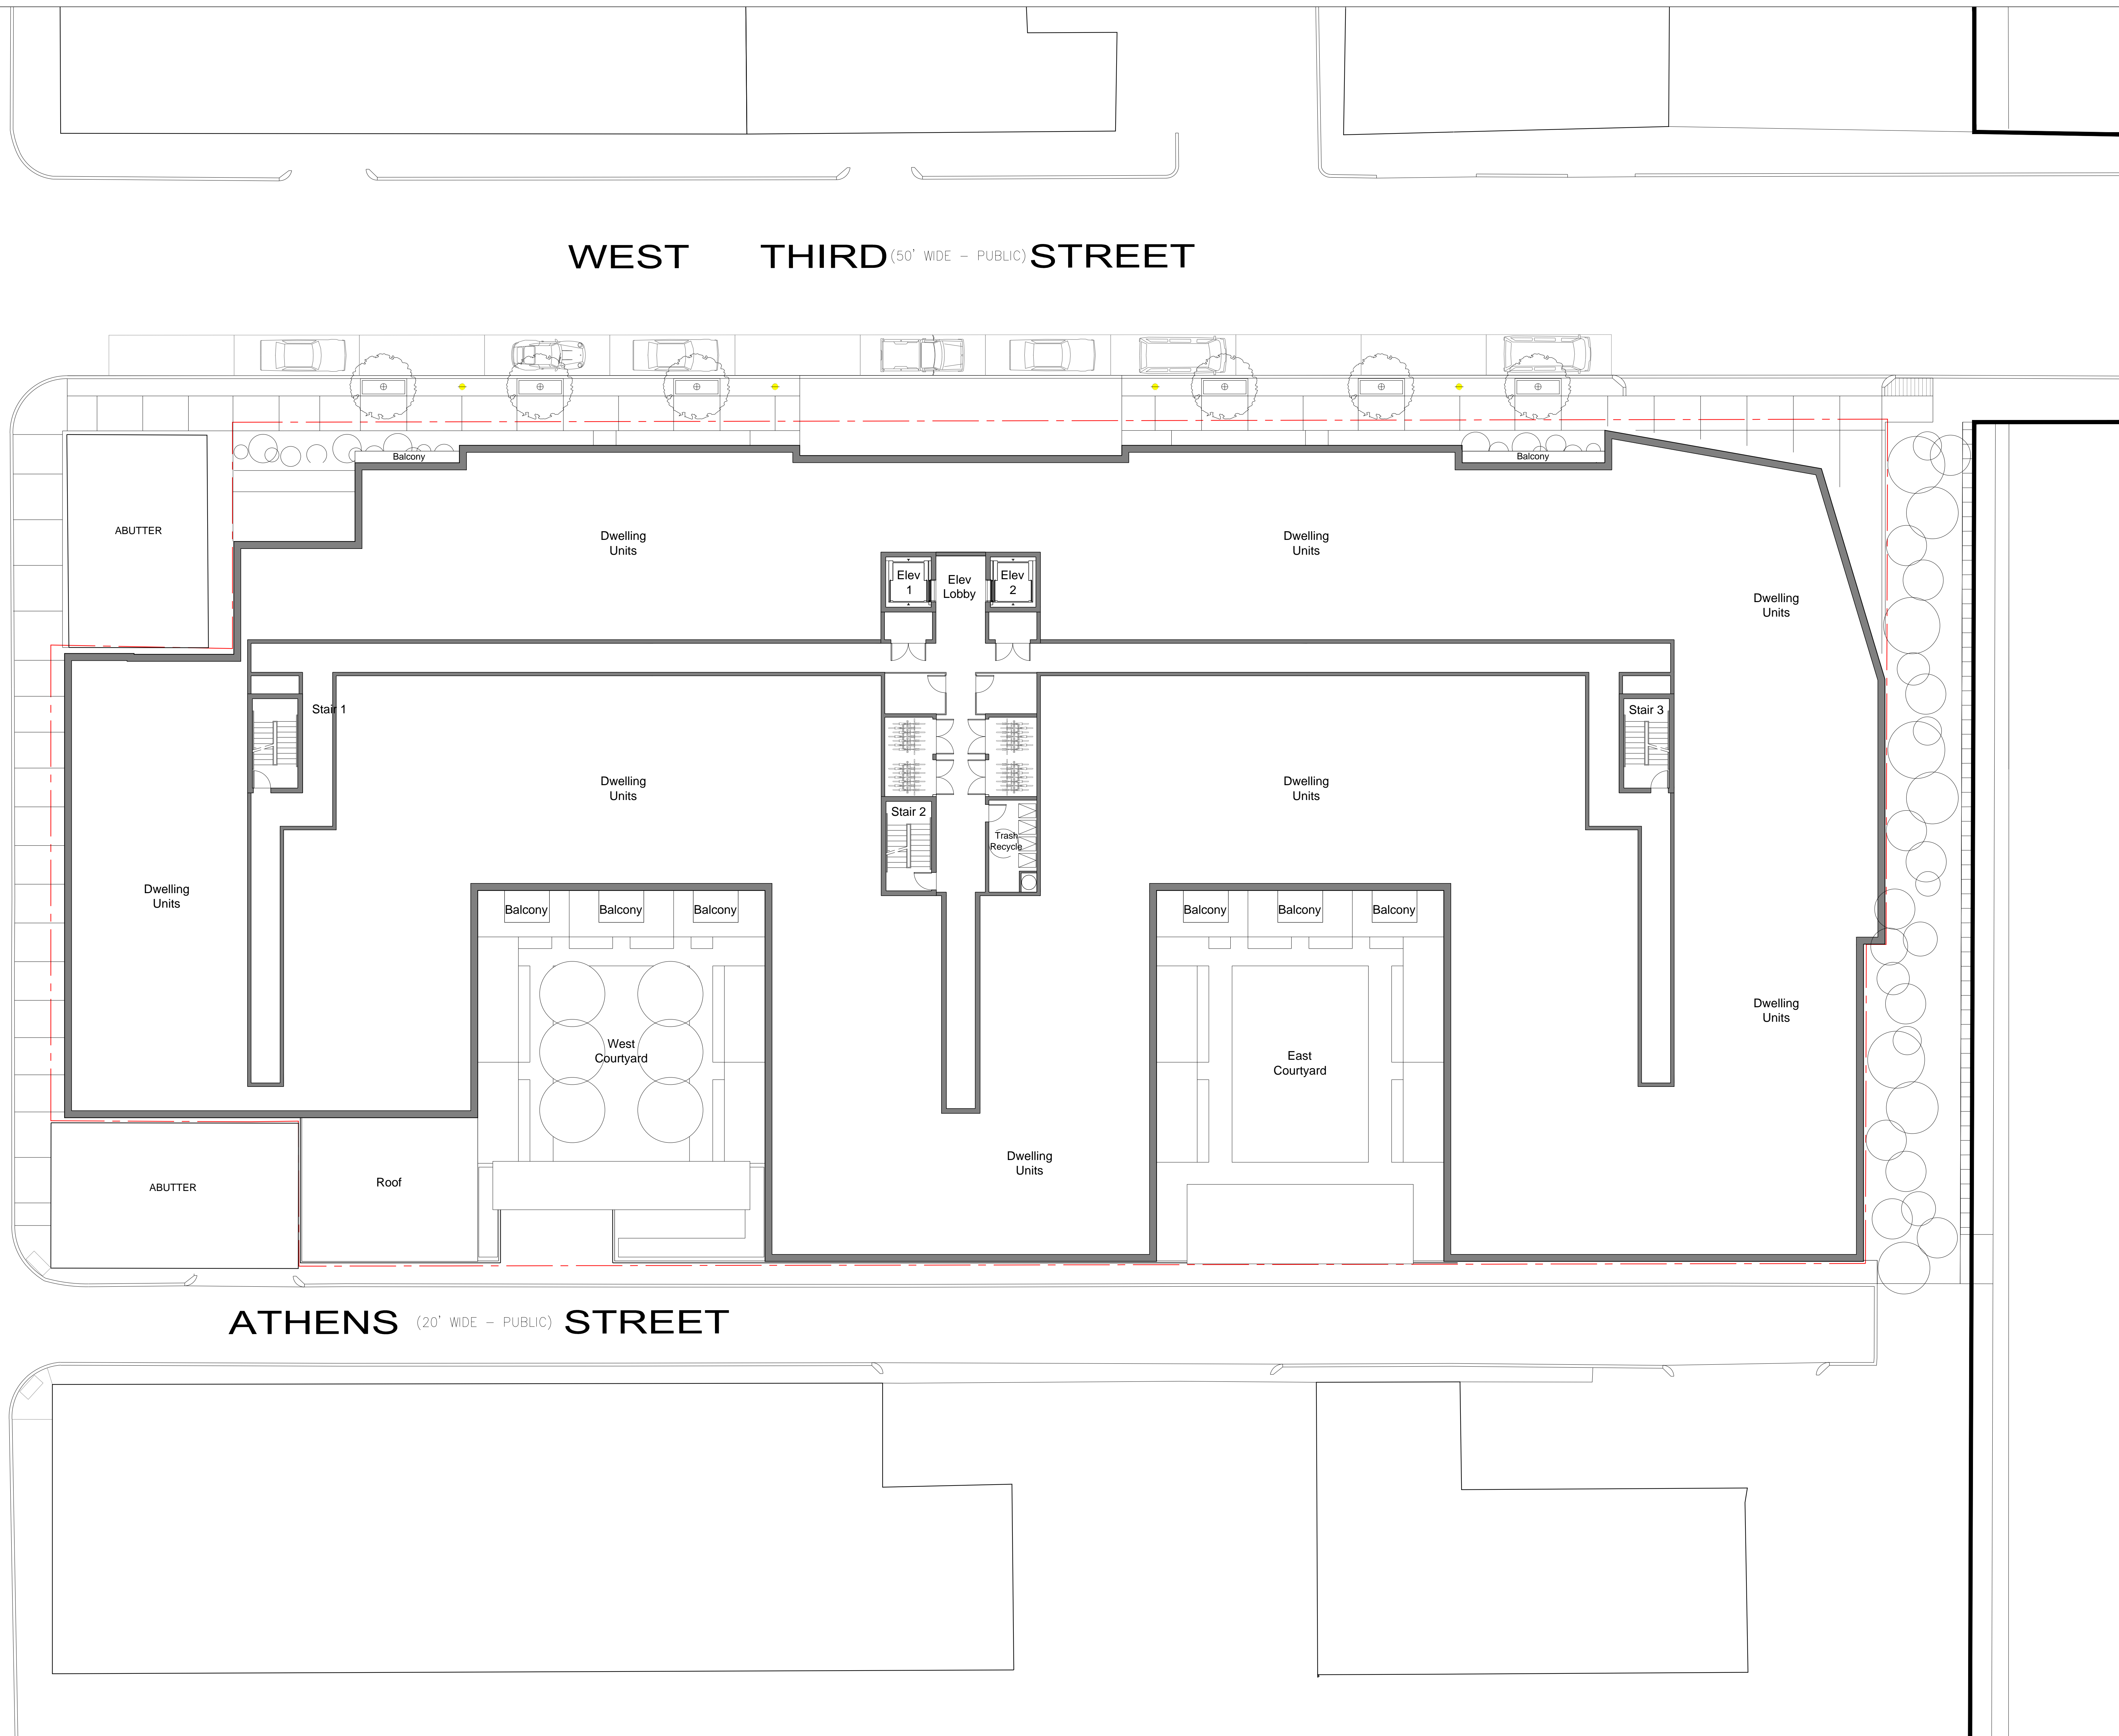 WEST THIRD (50' WIDE – PUBLIC) STREET
Balcony
Balcony
ABUTTER
Dwelling
Units
Dwelling
Units
Elev
1
Elev
Lobby
Elev
2
Dwelling
Units
Stair 1
Stair 3
Dwelling
Units
Dwelling
Units
Stair 2
Trash
Recycle
Dwelling
Units
Balcony
Balcony
Balcony
Balcony
Balcony
Balcony
Dwelling
Units
West
Courtyard
East
Courtyard
Dwelling
Units
Roof
ABUTTER
ATHENS (20' WIDE – PUBLIC) STREET